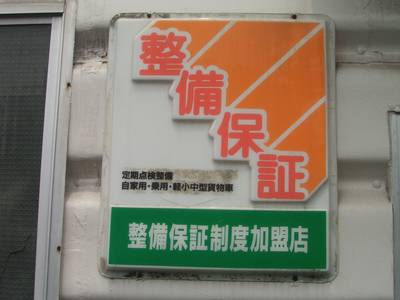 整備保証
定期点検整備
自家用・乗用・軽小中型貨物車
整備保証制度加盟店